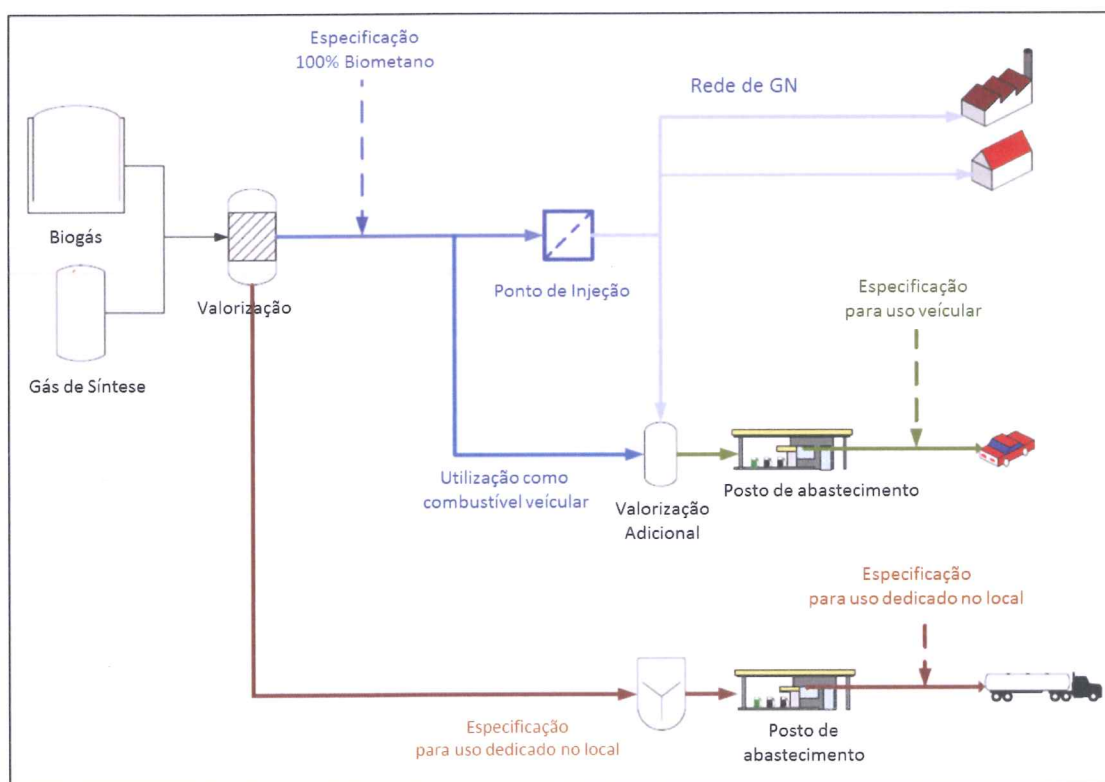 Especificação
100% Biometano
Rede de GN
Biogás
Valorização
Ponto de Injeção
Gás de Síntese
Especificação
para uso veícular
Utilização como
combustível veícular
Valorização
Adicional
Posto de abastecimento
Especificação
para uso dedicado no local
Especificação
para uso dedicado no local
Posto de
abastecimento